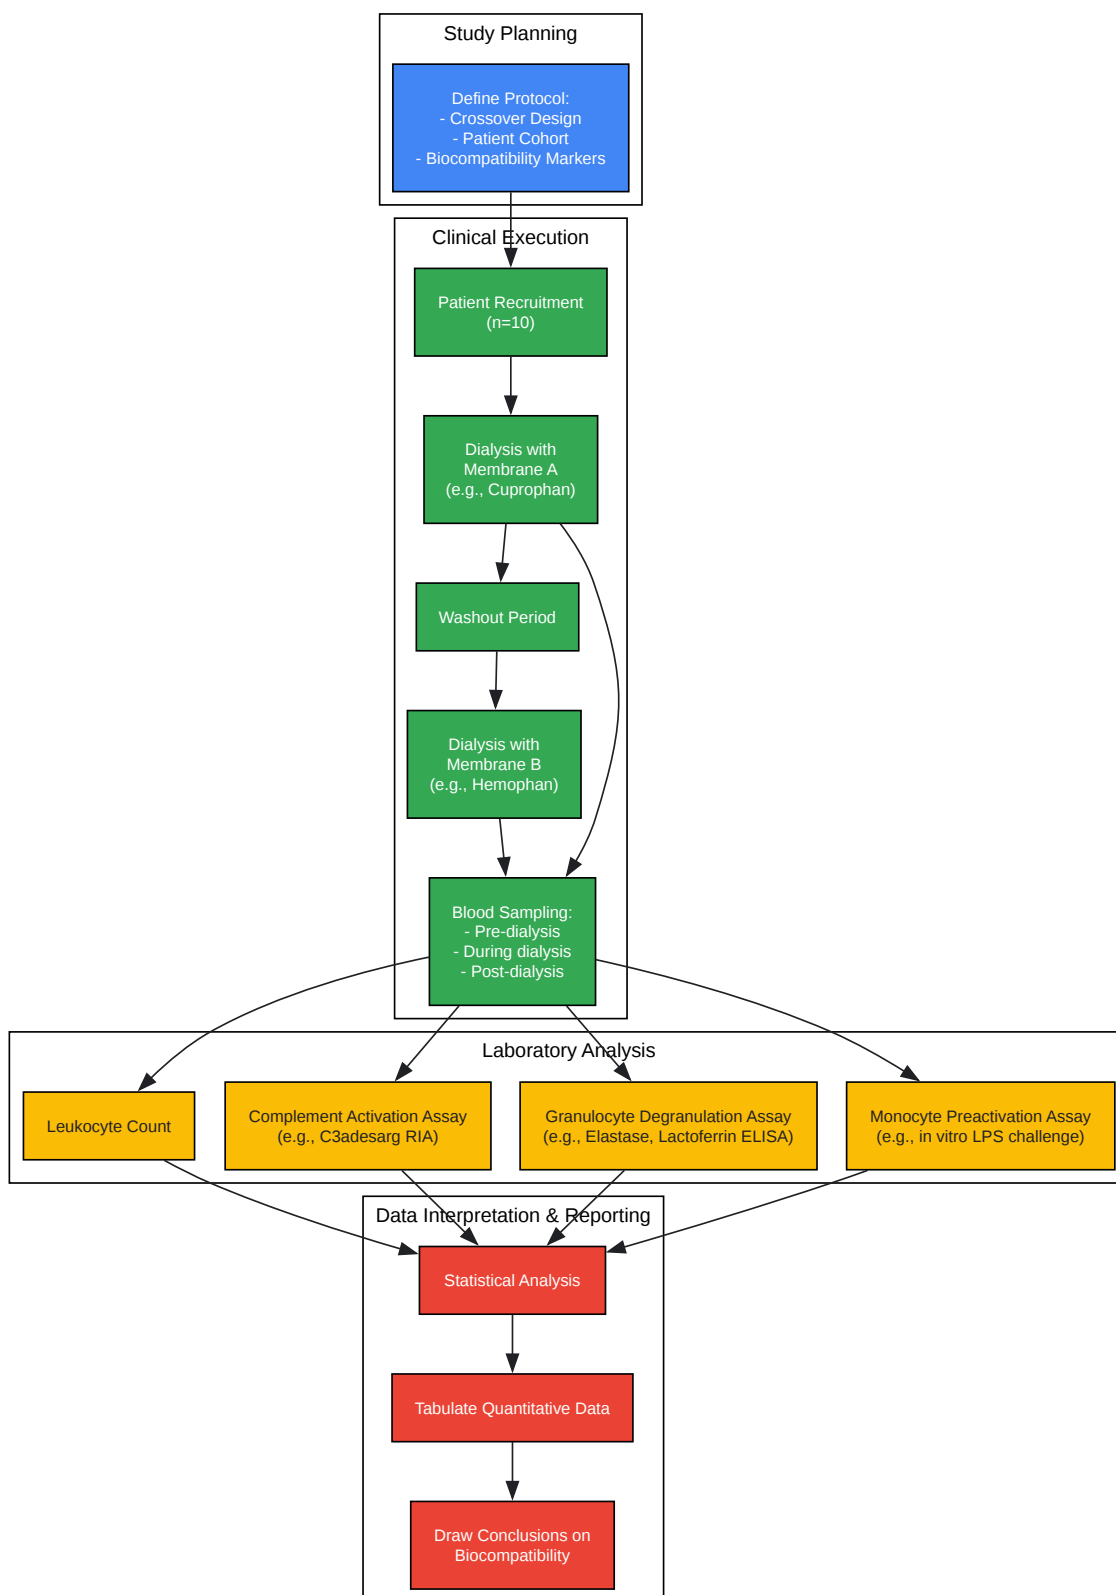 Study Planning
Define Protocol:
- Crossover Design
- Patient Cohort
- Biocompatibility Markers
Clinical Execution
Patient Recruitment
(n=10)
Dialysis with
Membrane A
(e.g., Cuprophan)
Washout Period
Dialysis with
Membrane B
(e.g., Hemophan)
Blood Sampling:
- Pre-dialysis
- During dialysis
- Post-dialysis
Laboratory Analysis
Leukocyte Count
Complement Activation Assay
(e.g., C3adesarg RIA)
Granulocyte Degranulation Assay
(e.g., Elastase, Lactoferrin ELISA)
Monocyte Preactivation Assay
(e.g., in vitro LPS challenge)
Data Interpretation & Reporting
Statistical Analysis
Tabulate Quantitative Data
Draw Conclusions on
Biocompatibility